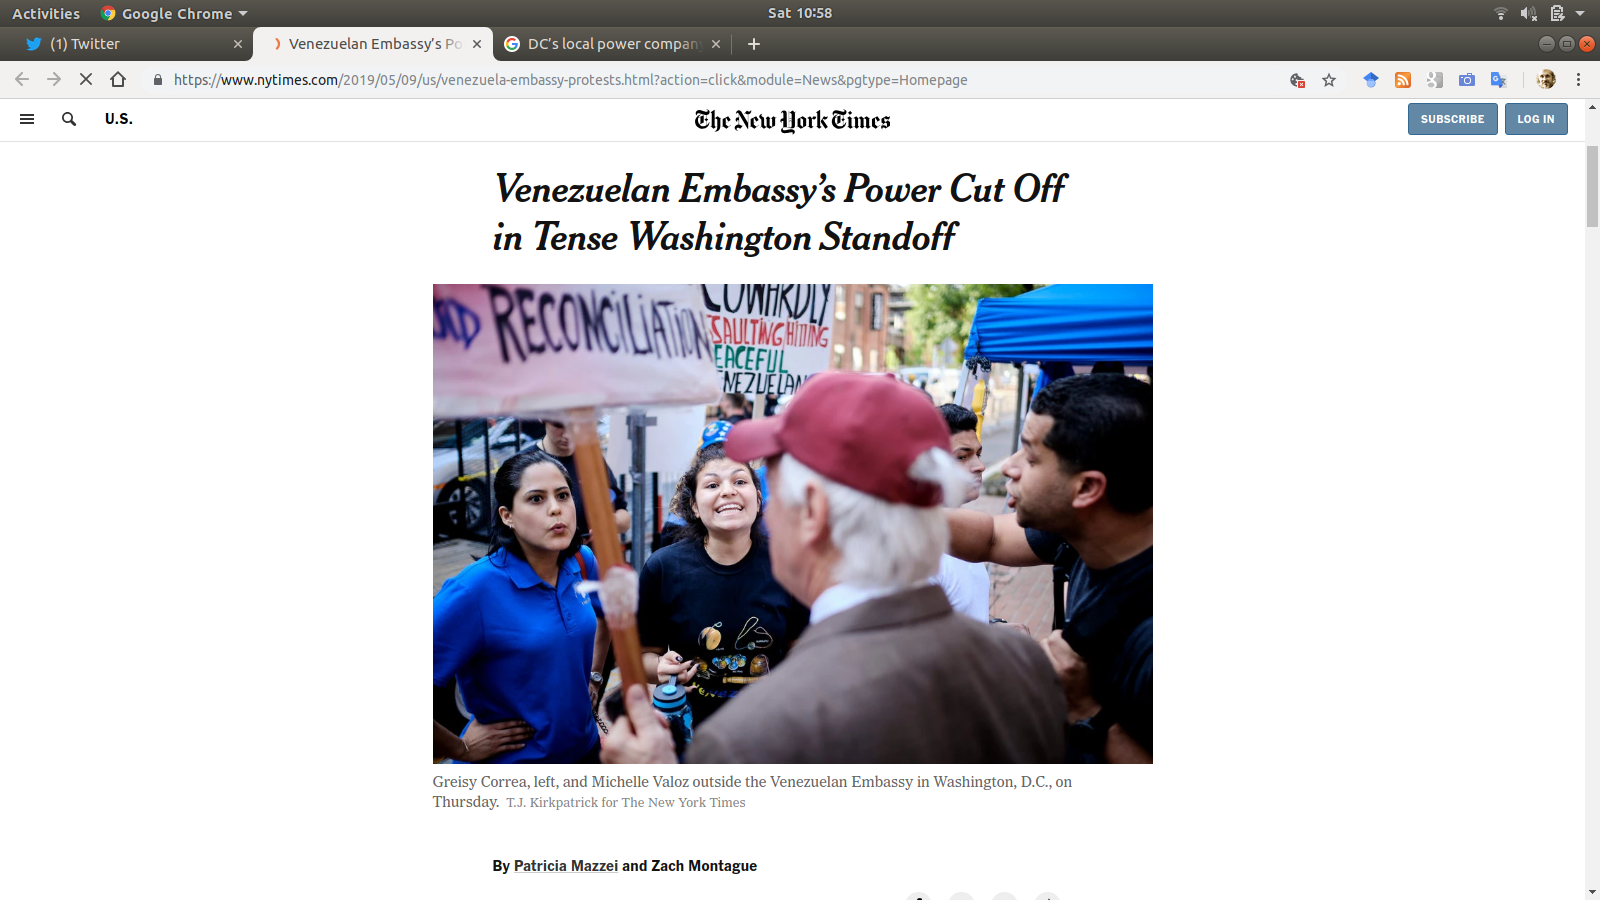 Activities
Google Chrome
Sat 10:58
(1) Twitter
Venezuelan Embassy's Po
DC's local power company
https://www.nytimes.com/2019/05/09/us/venezuela-embassy-protests.html?action=click&module=News&pgtype=Homepage
U.S.
The New York Times
SUBSCRIBE
LOG IN
Venezuelan Embassy's Power Cut Off
in Tense Washington Standoff
RECONCILIATION
COWARDLY
SAULTING HITTING
EACEFUL
NEZUELAN
Greisy Correa, left, and Michelle Valoz outside the Venezuelan Embassy in Washington, D.C., on
Thursday. T.J. Kirkpatrick for The New York Times
By Patricia Mazzei and Zach Montague